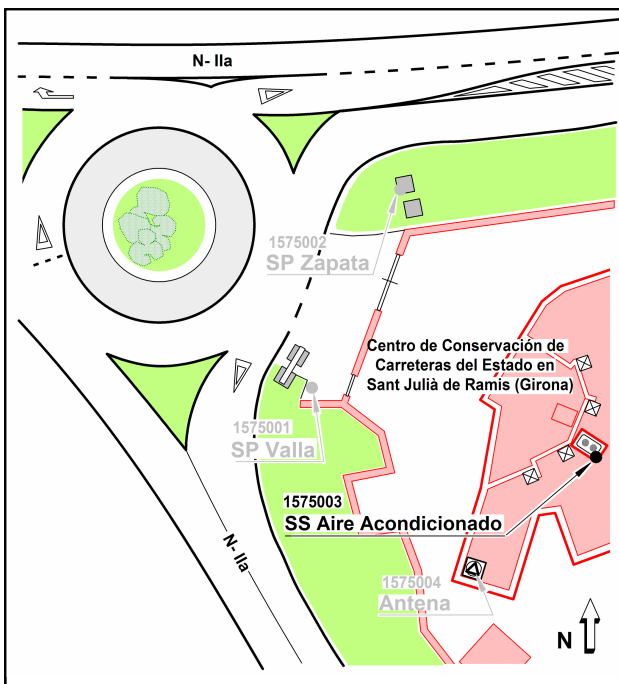 N- IIa
1575002
SP Zapata
Centro de Conservación de
Carreteras del Estado en
Sant Julià de Ramis (Girona)
1575001
SP Valla
1575003
SS Aire Acondicionado
N- IIa
1575004
Antena
N